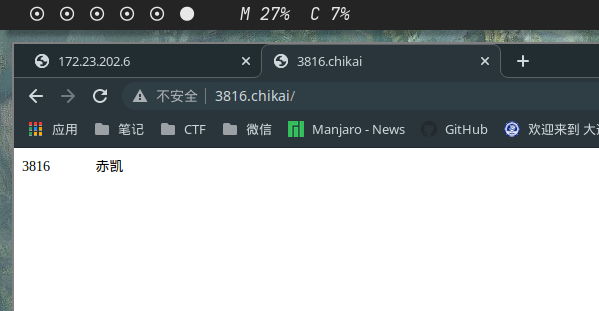 M 27% C 7%
172.23.202.6 3816.chikai
不安全 3816.chikai/
应用 笔记 CTF 微信 Manjaro - News GitHub 欢迎来到 大
3816 赤凯